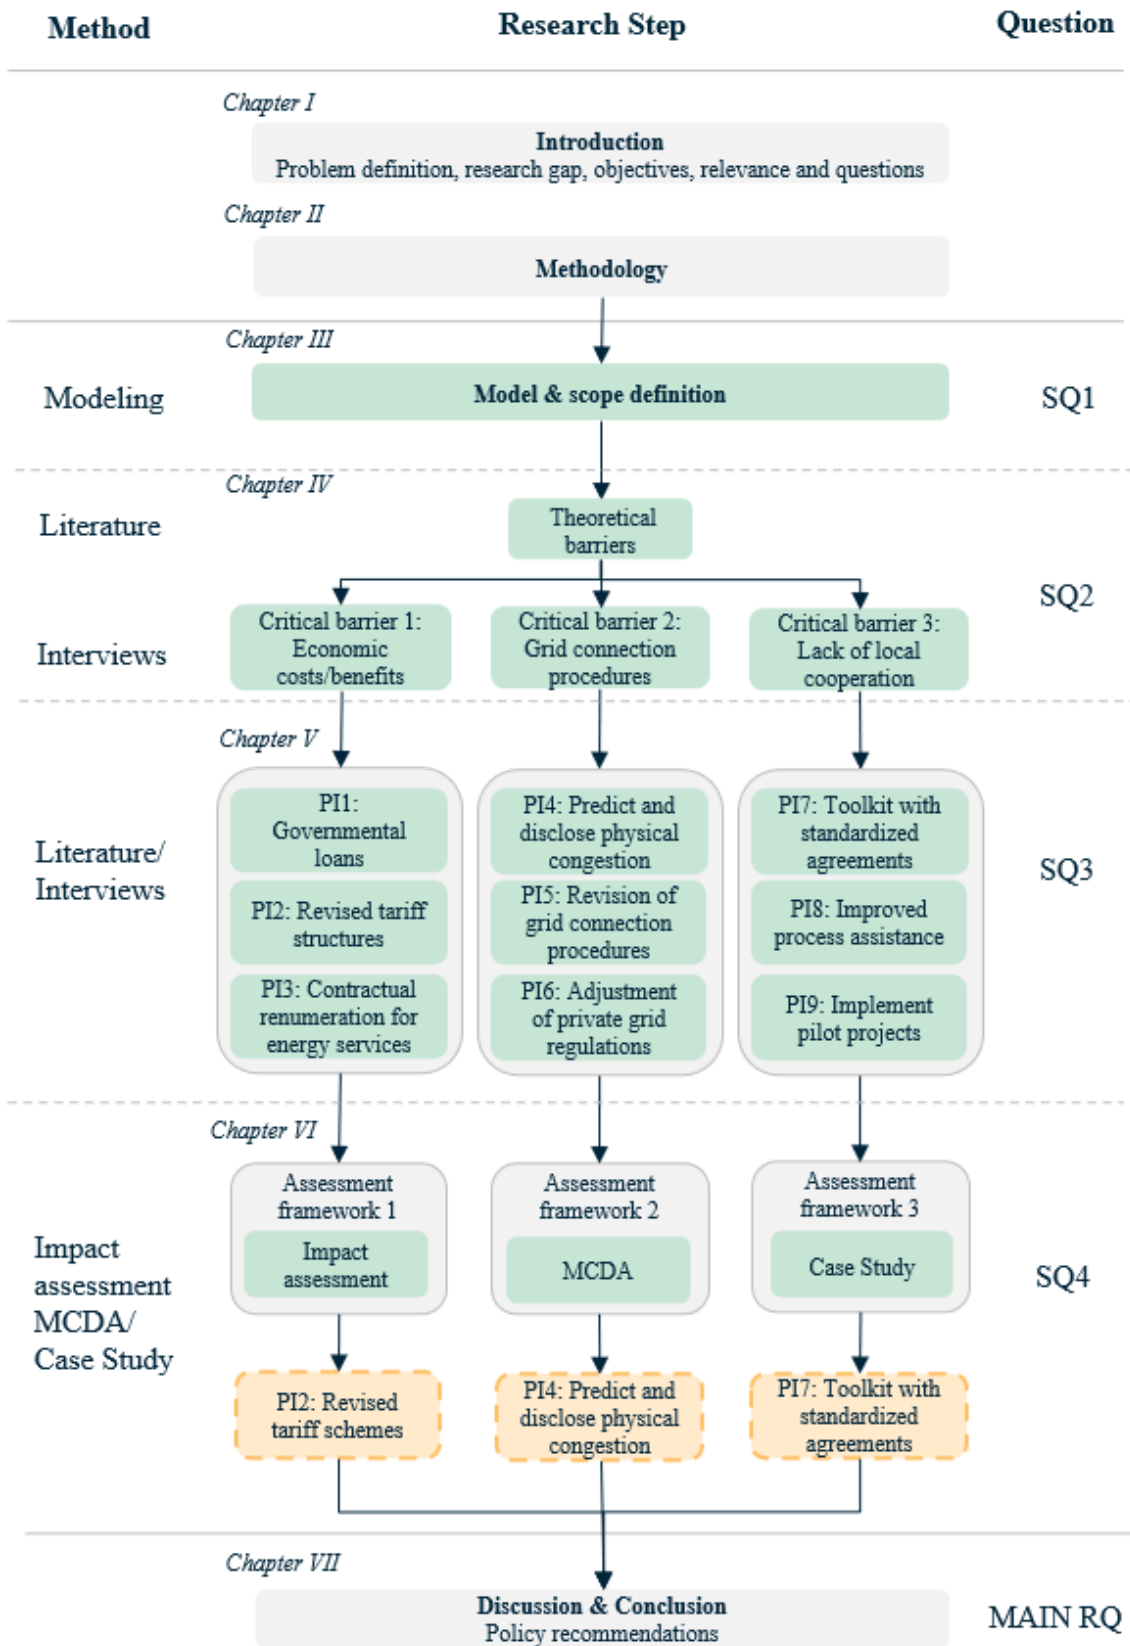 Method
Research Step
Question
Chapter I
Introduction
Problem definition, research gap, objectives, relevance and questions
Chapter II
Methodology
Chapter III
Modeling
Model & scope definition
SQ1
Chapter IV
Literature
Theoretical
barriers
SQ2
Interviews
Critical barrier 1:
Economic
costs/benefits
Critical barrier 2:
Grid connection
procedures
Critical barrier 3:
Lack of local
cooperation
Chapter V
Literature/
Interviews
PI1:
Governmental
loans
PI2: Revised tariff
structures
PI3: Contractual
renumeration for
energy services
PI4: Predict and
disclose physical
congestion
PI5: Revision of
grid connection
procedures
PI6: Adjustment
of private grid
regulations
PI7: Toolkit with
standardized
agreements
PI8: Improved
process assistance
PI9: Implement
pilot projects
SQ3
Chapter VI
Impact
assessment
MCDA/
Case Study
Assessment
framework 1
Impact
assessment
Assessment
framework 2
MCDA
Assessment
framework 3
Case Study
SQ4
PI2: Revised
tariff schemes
PI4: Predict and
disclose physical
congestion
PI7: Toolkit with
standardized
agreements
Chapter VII
Discussion & Conclusion
Policy recommendations
MAIN RQ